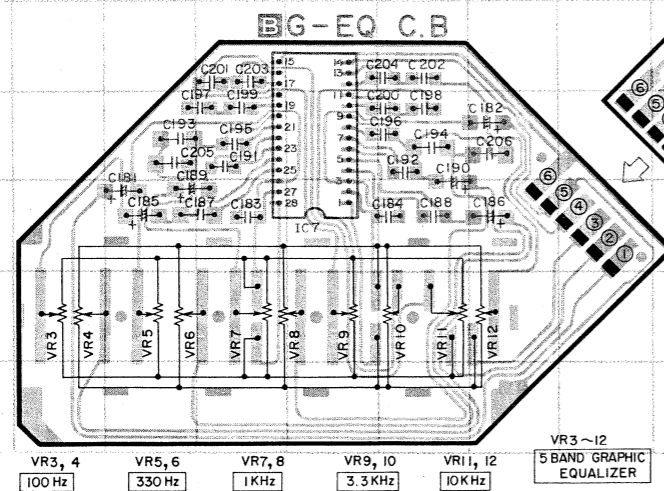 B G-EQ C.B
15 14
C201 C203 C204 C202
13
17
11
C197 C199 C200 C198
19
9
C182
C193 C196
21
7
C195 C194
23
5
C206
C205 C191 C192
25
3
C181 C189 C190
27
1
28
C185 C187 C183 C184 C188 C186
IC7
⑥
⑤
④
③
②
①
⑥
⑤
VR3 VR4 VR5 VR6 VR7 VR8 VR9 VR10 VR11 VR12
VR3, 4 VR5, 6 VR7, 8 VR9, 10 VR11, 12
100 Hz 330 Hz 1KHz 3.3 KHz 10KHz
VR3~12
5 BAND GRAPHIC
EQUALIZER